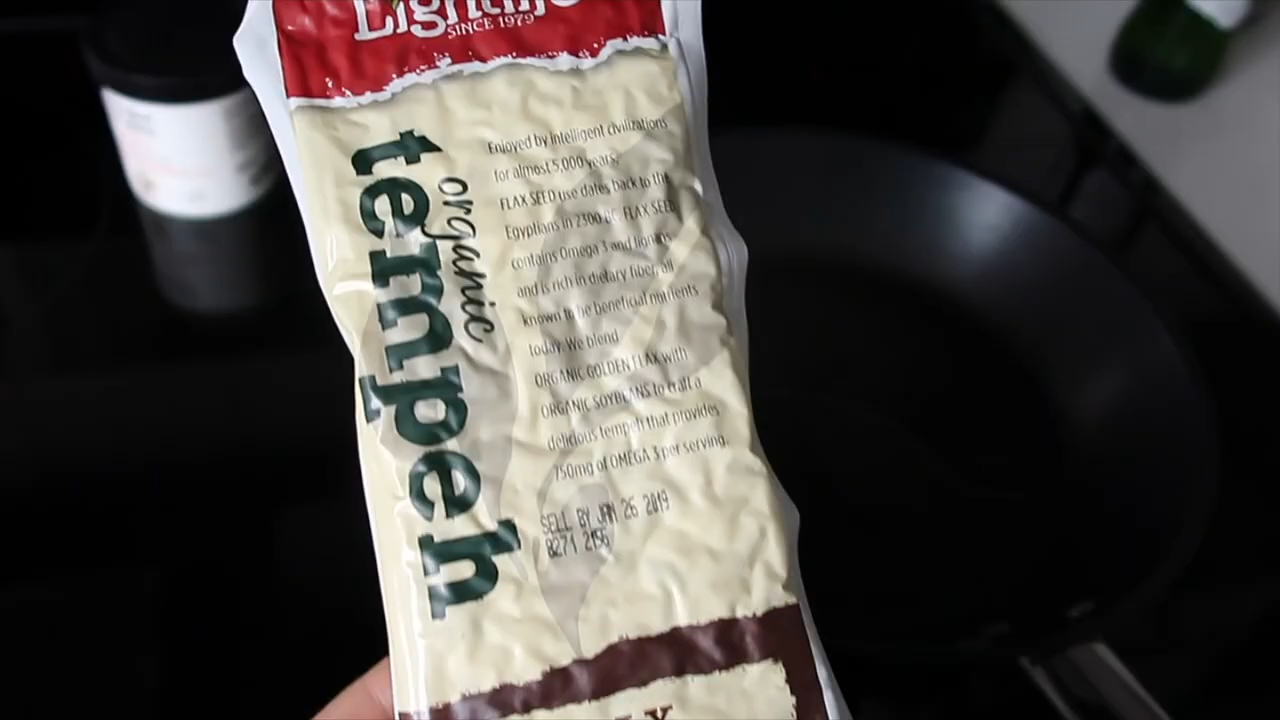 SINCE 1979
organic
tempeh
Enjoyed by intelligent civilizations
for almost 5,000 years.
FLAX SEED use dates back to the
Egyptians in 2300 BC. FLAX SEED
contains Omega 3 and lignans
and is rich in dietary fiber, all
known to be beneficial nutrients
today. We blend
ORGANIC GOLDEN FLAX with
ORGANIC SOYBEANS to craft a
delicious tempeh that provides
750mg of OMEGA 3 per serving.
SELL BY JAN 26 2019